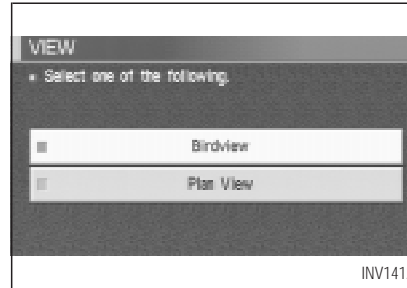 VIEW
Select one of the following.
Birdview
Plan View
INV141